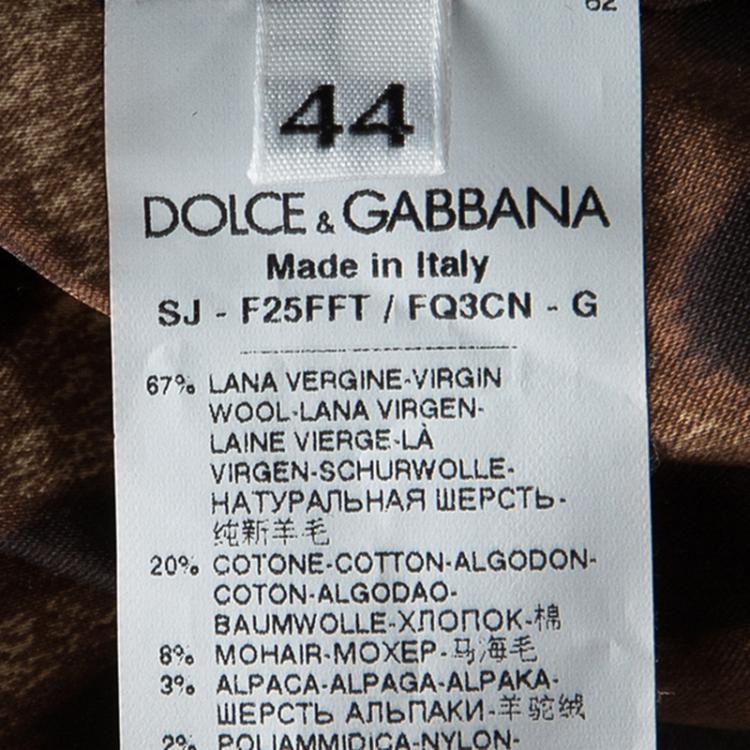 62
44
DOLCE & GABBANA
Made in Italy
SJ - F25FFT / FQ3CN - G
67% LANA VERGINE-VIRGIN
WOOL-LANA VIRGEN-
LAINE VIERGE-LÀ
VIRGEN-SCHURWOLLE-
НАТУРАЛЬНАЯ ШЕРСТЬ-
纯新羊毛
20% COTONE-COTTON-ALGODON-
COTON-ALGODAO-
BAUMWOLLE-ХЛОПОК-棉
8% MOHAIR-МОХЕР-马海毛
3% ALPACA-ALPAGA-ALPAKA-
ШЕРСТЬ АЛЬПАКИ-羊驼绒
2% POLIAMMIDICA-NYLON-